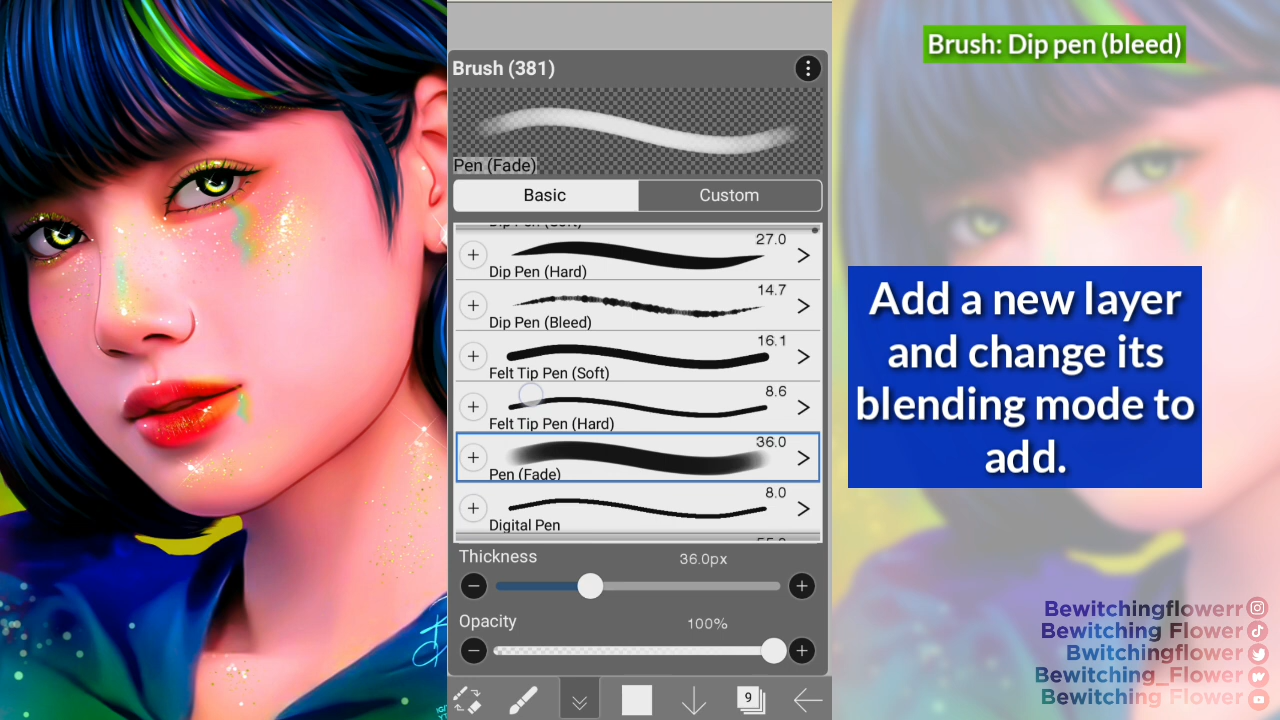 Brush (381)
Pen (Fade)
Basic
Custom
27.0
Dip Pen (Hard)
14.7
Dip Pen (Bleed)
16.1
Felt Tip Pen (Soft)
8.6
Felt Tip Pen (Hard)
36.0
Pen (Fade)
8.0
Digital Pen
Thickness
36.0px
Opacity
100%
9
Brush: Dip pen (bleed)
Add a new layer
and change its
blending mode to
add.
Bewitchingflowerr
Bewitching Flower
Bwitchingflower
Bewitching_Flower
Bewitching Flower